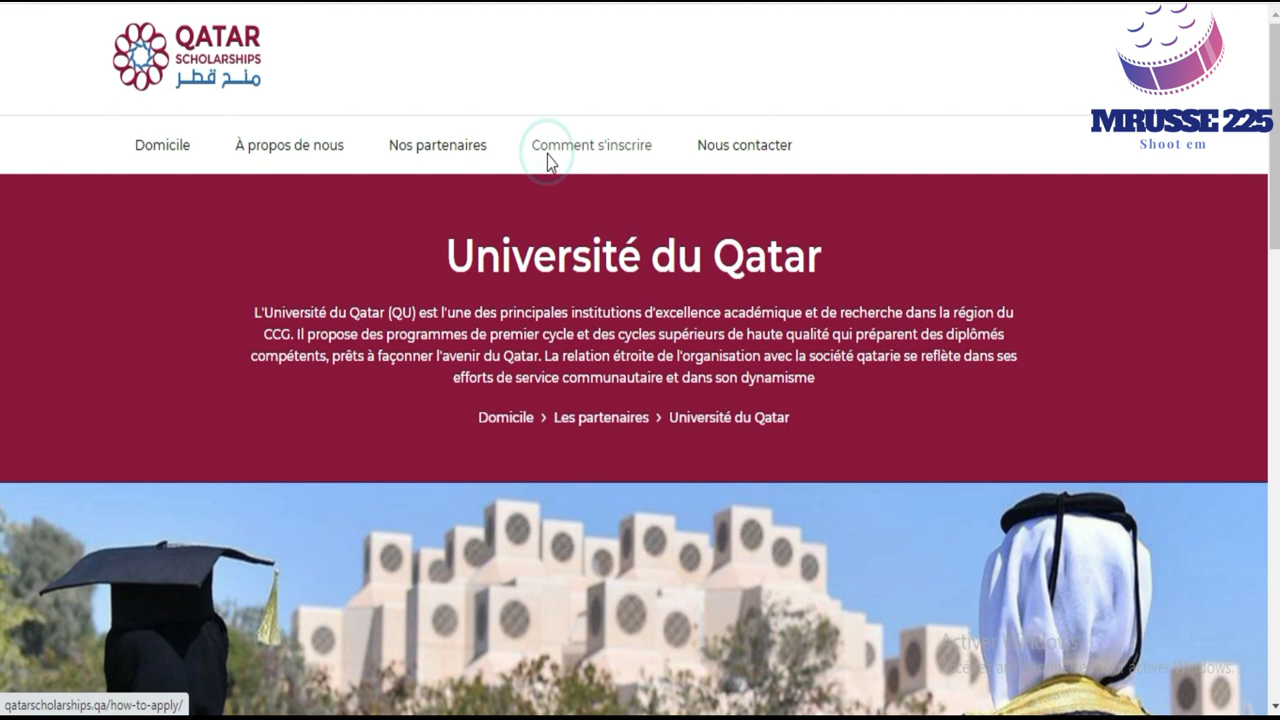 QATAR
SCHOLARSHIPS
منح قطر
MRUSSE 225
Shoot em
Domicile
À propos de nous
Nos partenaires
Comment s'inscrire
Nous contacter
Université du Qatar
L'Université du Qatar (QU) est l'une des principales institutions d'excellence académique et de recherche dans la région du
CCG. Il propose des programmes de premier cycle et des cycles supérieurs de haute qualité qui préparent des diplômés
compétents, prêts à façonner l'avenir du Qatar. La relation étroite de l'organisation avec la société qatarie se reflète dans ses
efforts de service communautaire et dans son dynamisme
Domicile > Les partenaires > Université du Qatar
Activer Windows
activer Windows.
qatarscholarships.qa/how-to-apply/